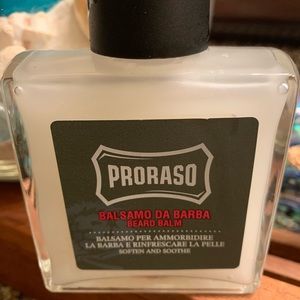 PRORASO
BALSAMO DA BARBA
BEARD BALM
BALSAMO PER AMMORBIDIRE
LA BARBA E RINFRESCARE LA PELLE
SOFTEN AND SOOTHE